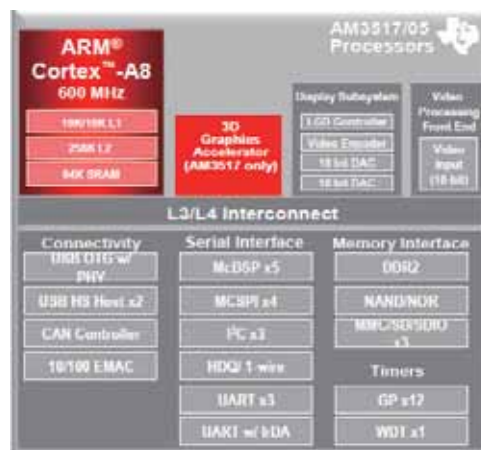 AM3517/05
Processors
ARM®
Cortex™-A8
600 MHz
16K/16K L1
256K L2
64K SRAM
3D
Graphics
Accelerator
(AM3517 only)
Display Subsystem
LCD Controller
Video Encoder
10 bit DAC
10 bit DAC
Video
Processing
Front End
Video
Input
(16 bit)
L3/L4 Interconnect
Connectivity
USB OTG w/
PHY
USB HS Host x2
CAN Controller
10/100 EMAC
Serial Interface
McBSP x5
MCSPI x4
I²C x3
HDQ/ 1-wire
UART x3
UART w/ IrDA
Memory Interface
DDR2
NAND/NOR
MMC/SD/SDIO
x3
Timers
GP x12
WDT x1